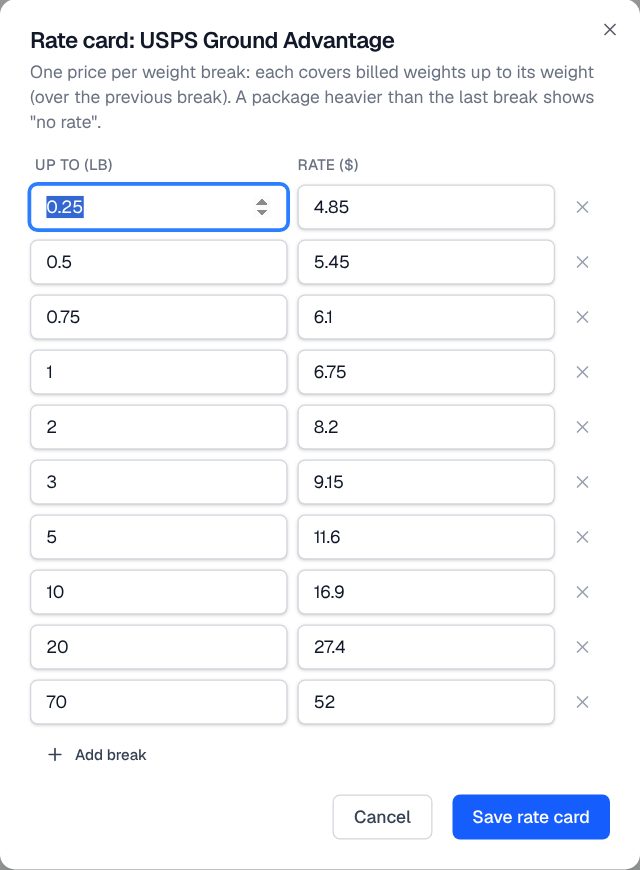 Rate card: USPS Ground Advantage
One price per weight break: each covers billed weights up to its weight
(over the previous break). A package heavier than the last break shows
"no rate".
UP TO (LB) RATE ($)
0.25 4.85
0.5 5.45
0.75 6.1
1 6.75
2 8.2
3 9.15
5 11.6
10 16.9
20 27.4
70 52
Add break
Cancel Save rate card